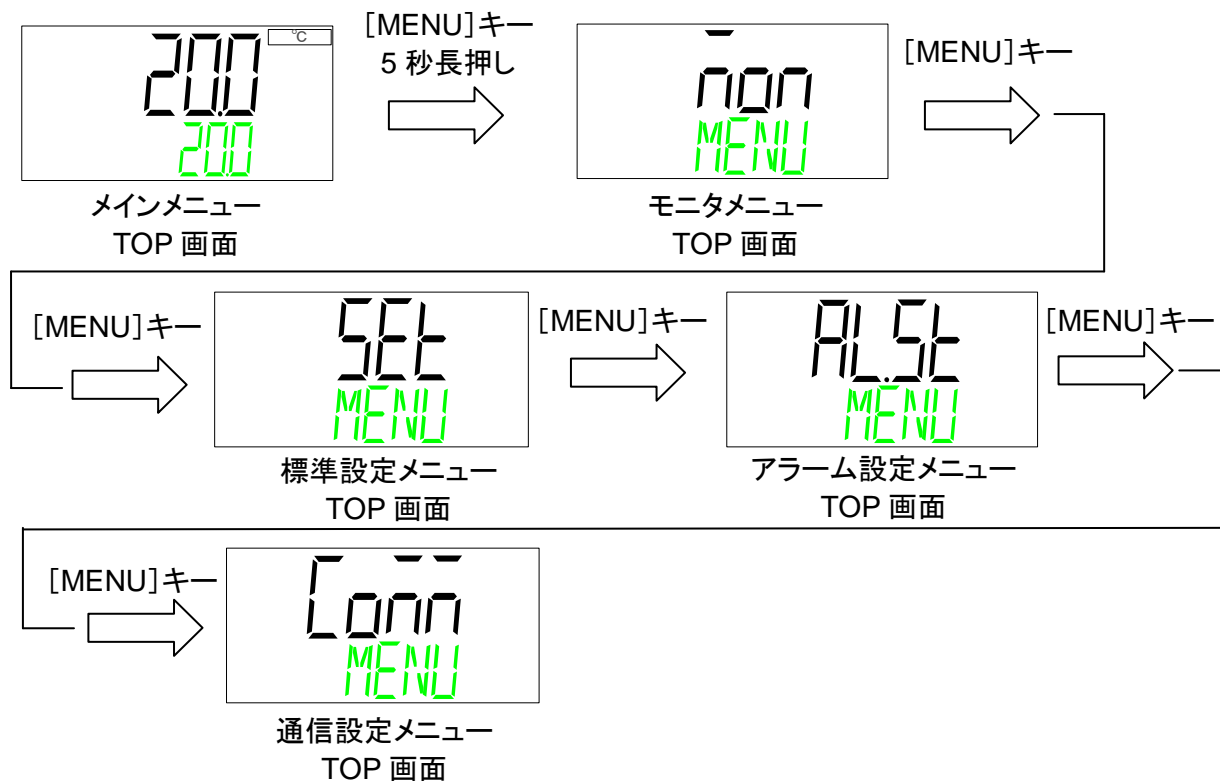 20.0
℃
20.0
メインメニュー
TOP 画面
[MENU]キー
5 秒長押し
non
MENU
モニタメニュー
TOP 画面
[MENU]キー
[MENU]キー
SEt
MENU
標準設定メニュー
TOP 画面
[MENU]キー
AL.St
MENU
アラーム設定メニュー
TOP 画面
[MENU]キー
[MENU]キー
Conn
MENU
通信設定メニュー
TOP 画面